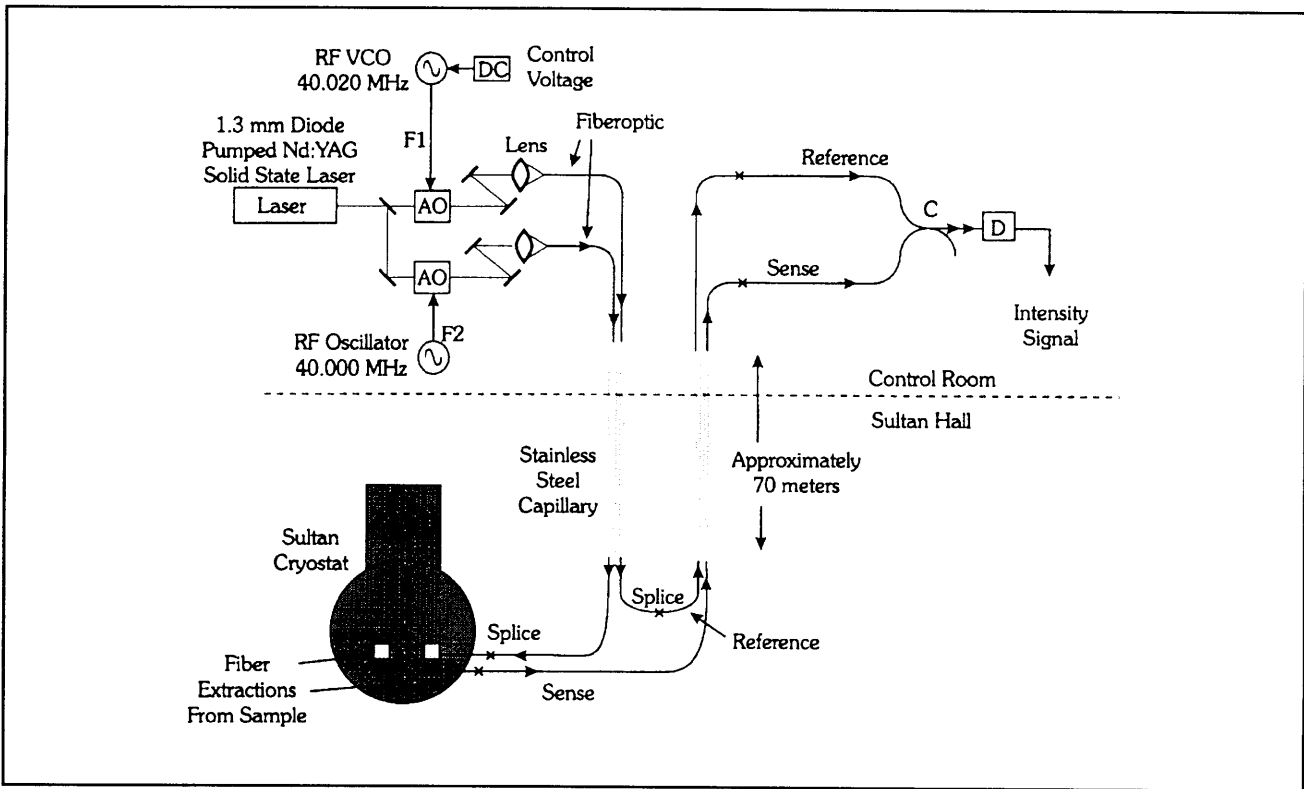 RF VCO
40.020 MHz
DC
Control
Voltage
1.3 mm Diode
Pumped Nd:YAG
Solid State Laser
F1
Lens
Fiberoptic
Laser
AO
AO
F2
RF Oscillator
40.000 MHz
Reference
C
D
Sense
Intensity
Signal
Control Room
Sultan Hall
Stainless
Steel
Capillary
Approximately
70 meters
Sultan
Cryostat
Splice
Splice
Reference
Sense
Fiber
Extractions
From Sample